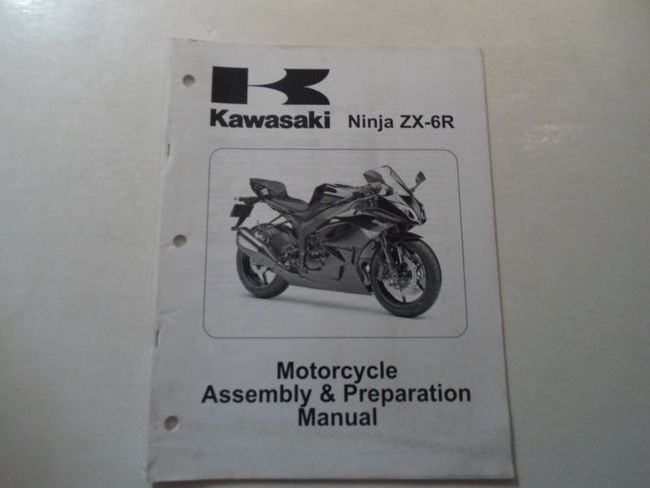 Kawasaki Ninja ZX-6R
Motorcycle
Assembly & Preparation
Manual